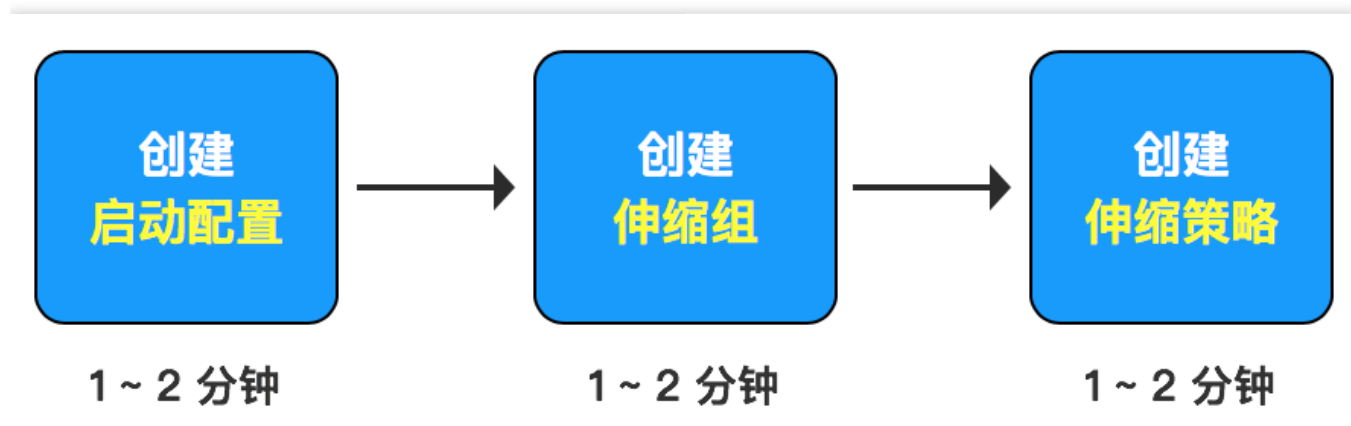 创建
启动配置
创建
伸缩组
创建
伸缩策略
1 ~ 2 分钟
1 ~ 2 分钟
1 ~ 2 分钟